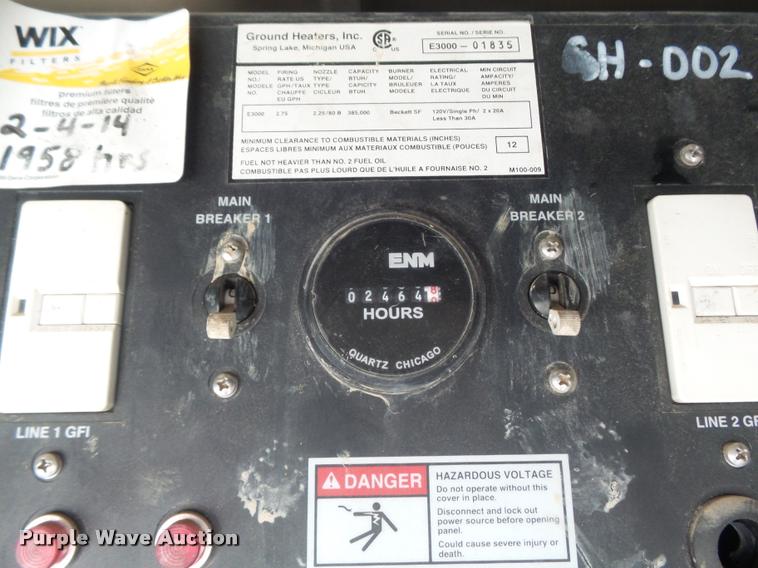 WIX
FILTERS
premium filters
filtres de première qualité
filtros de alta calidad
2-4-14
1958 hrs
Ground Heaters, Inc.
Spring Lake, Michigan USA
C US
SERIAL NO. / SERIE NO.
E3000-01835
GH-002
MODEL NO./ MODELE NO.
FIRING RATE US GPH/TAUX CHAUFFE EU GPH
NOZZLE TYPE/ TYPE CICLEUR
CAPACITY BTUH/ CAPACITY BTUH
BURNER MODEL/ BRULEUER MODELE
ELECTRICAL RATING/ LA TAUX ELECTRIQUE
MIN CIRCUIT AMPACITY/ AMPERES DU CIRCUIT DU MIN
E3000 2.75 2.25/80 B 385,000 Beckett SF 120V/Single Ph/ 2 x 20A
Less Than 30A
MINIMUM CLEARANCE TO COMBUSTIBLE MATERIALS (INCHES)
ESPACES LIBRES MINIMUM AUX MATERIAUX COMBUSTIBLE (POUCES)
12
FUEL NOT HEAVIER THAN NO. 2 FUEL OIL
COMBUSTIBLE PAS PLUS LOURD QUE DE L'HUILE A FOURNAISE NO. 2
M100-009
MAIN
BREAKER 1
MAIN
BREAKER 2
ENM
02464
HOURS
QUARTZ CHICAGO
LINE 1 GFI
LINE 2 GF
DANGER
HAZARDOUS VOLTAGE
Do not operate without this
cover in place.
Disconnect and lock out
power source before opening
panel.
Could cause severe injury or
death.
Purple Wave Auction